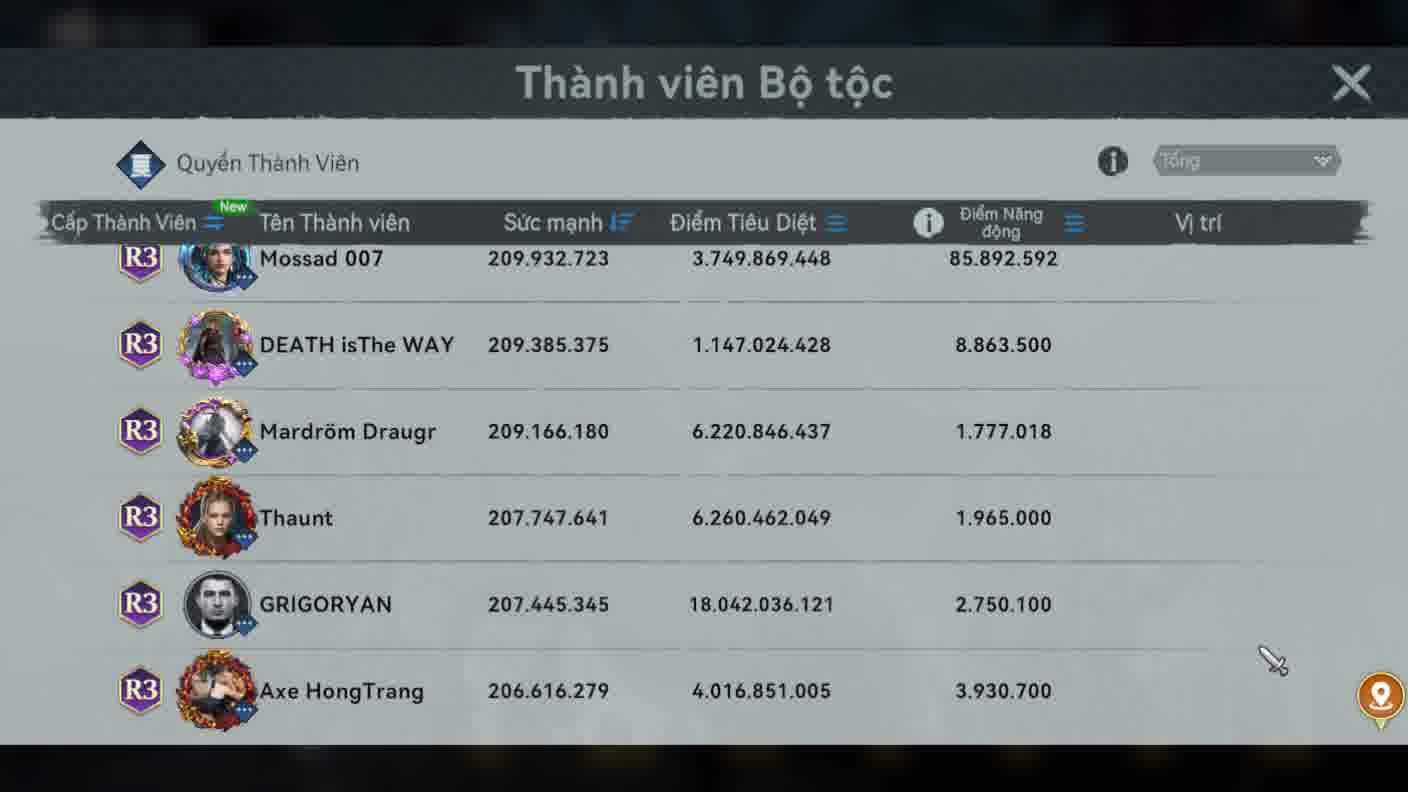 Thành viên Bộ tộc
Quyển Thành Viên
Tổng
New
Cấp Thành Viên Tên Thành viên Sức mạnh Điểm Tiêu Diệt Điểm Năng động Vị trí
R3 Mossad 007 209.932.723 3.749.869.448 85.892.592
R3 DEATH isThe WAY 209.385.375 1.147.024.428 8.863.500
R3 Mardröm Draugr 209.166.180 6.220.846.437 1.777.018
R3 Thaunt 207.747.641 6.260.462.049 1.965.000
R3 GRIGORYAN 207.445.345 18.042.036.121 2.750.100
R3 Axe HongTrang 206.616.279 4.016.851.005 3.930.700